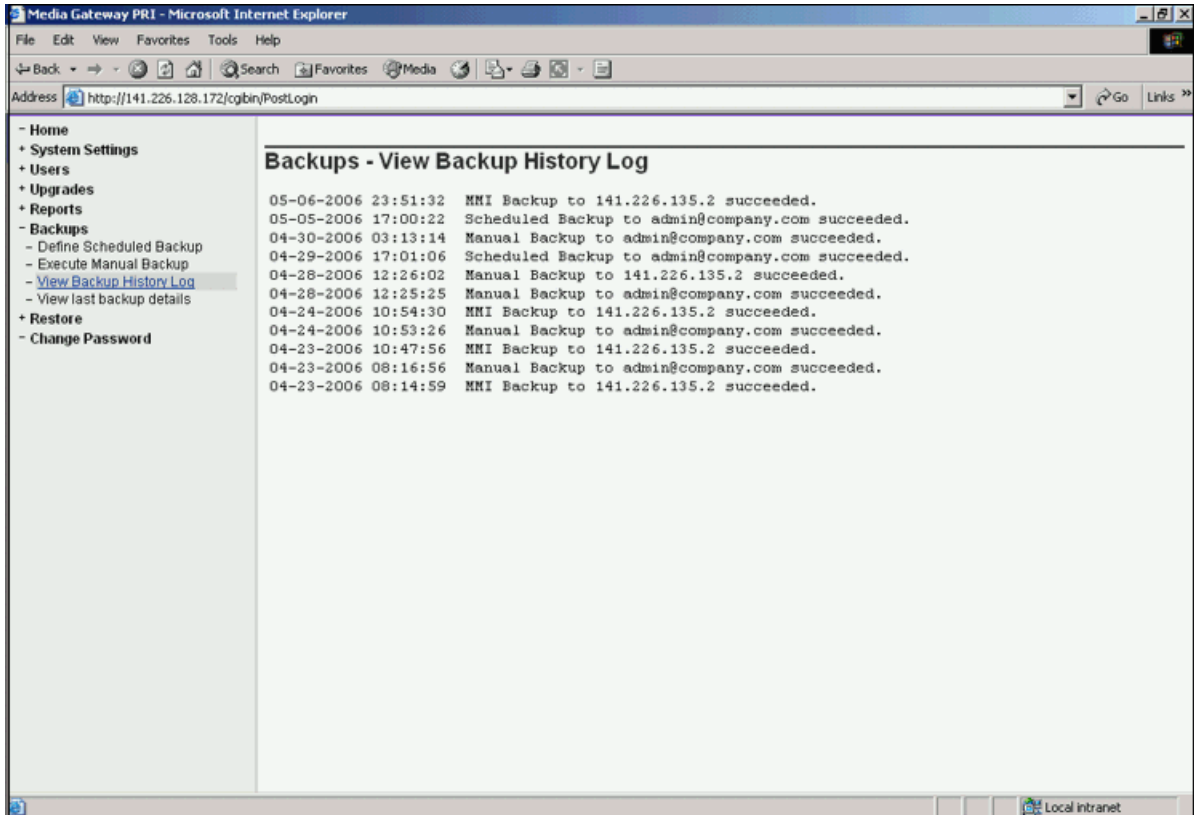 Media Gateway PRI - Microsoft Internet Explorer
File Edit View Favorites Tools Help
Back Search Favorites Media
Address http://141.226.128.172/cgibin/PostLogin Go Links »
- Home
+ System Settings
+ Users
+ Upgrades
+ Reports
- Backups
- Define Scheduled Backup
- Execute Manual Backup
- View Backup History Log
- View last backup details
+ Restore
- Change Password
Backups - View Backup History Log
05-06-2006 23:51:32 MMI Backup to 141.226.135.2 succeeded.
05-05-2006 17:00:22 Scheduled Backup to admin@company.com succeeded.
04-30-2006 03:13:14 Manual Backup to admin@company.com succeeded.
04-29-2006 17:01:06 Scheduled Backup to admin@company.com succeeded.
04-28-2006 12:26:02 Manual Backup to 141.226.135.2 succeeded.
04-28-2006 12:25:25 Manual Backup to admin@company.com succeeded.
04-24-2006 10:54:30 MMI Backup to 141.226.135.2 succeeded.
04-24-2006 10:53:26 Manual Backup to admin@company.com succeeded.
04-23-2006 10:47:56 MMI Backup to 141.226.135.2 succeeded.
04-23-2006 08:16:56 Manual Backup to admin@company.com succeeded.
04-23-2006 08:14:59 MMI Backup to 141.226.135.2 succeeded.
Local intranet